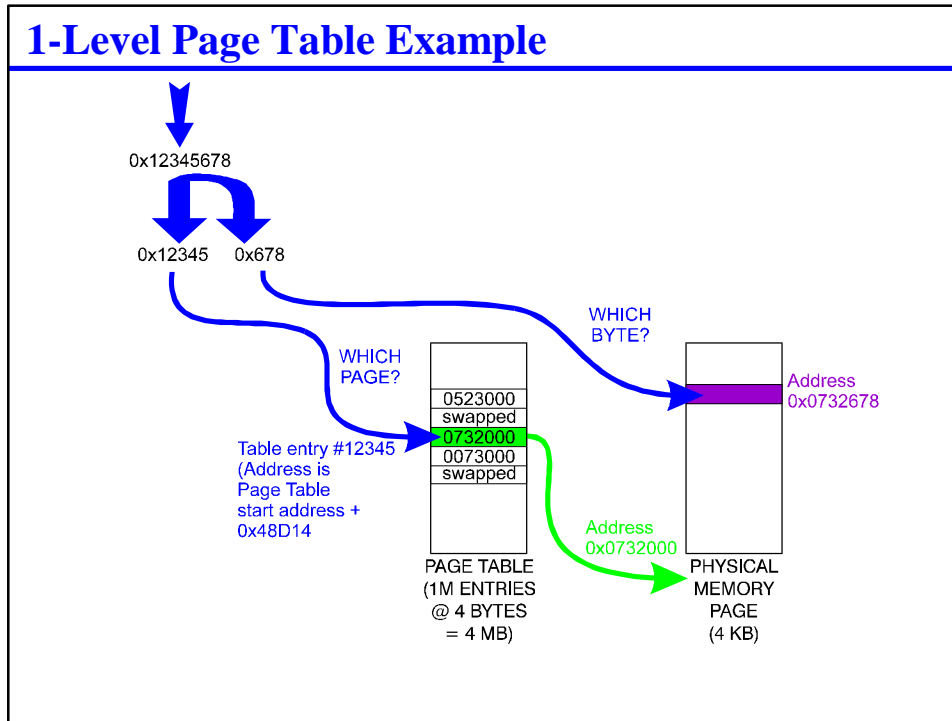 1-Level Page Table Example
0x12345678
0x12345
0x678
WHICH
BYTE?
WHICH
PAGE?
Address
0x0732678
0523000
swapped
0732000
0073000
swapped
Table entry #12345
(Address is
Page Table
start address +
0x48D14
Address
0x0732000
PAGE TABLE
(1M ENTRIES
@ 4 BYTES
= 4 MB)
PHYSICAL
MEMORY
PAGE
(4 KB)